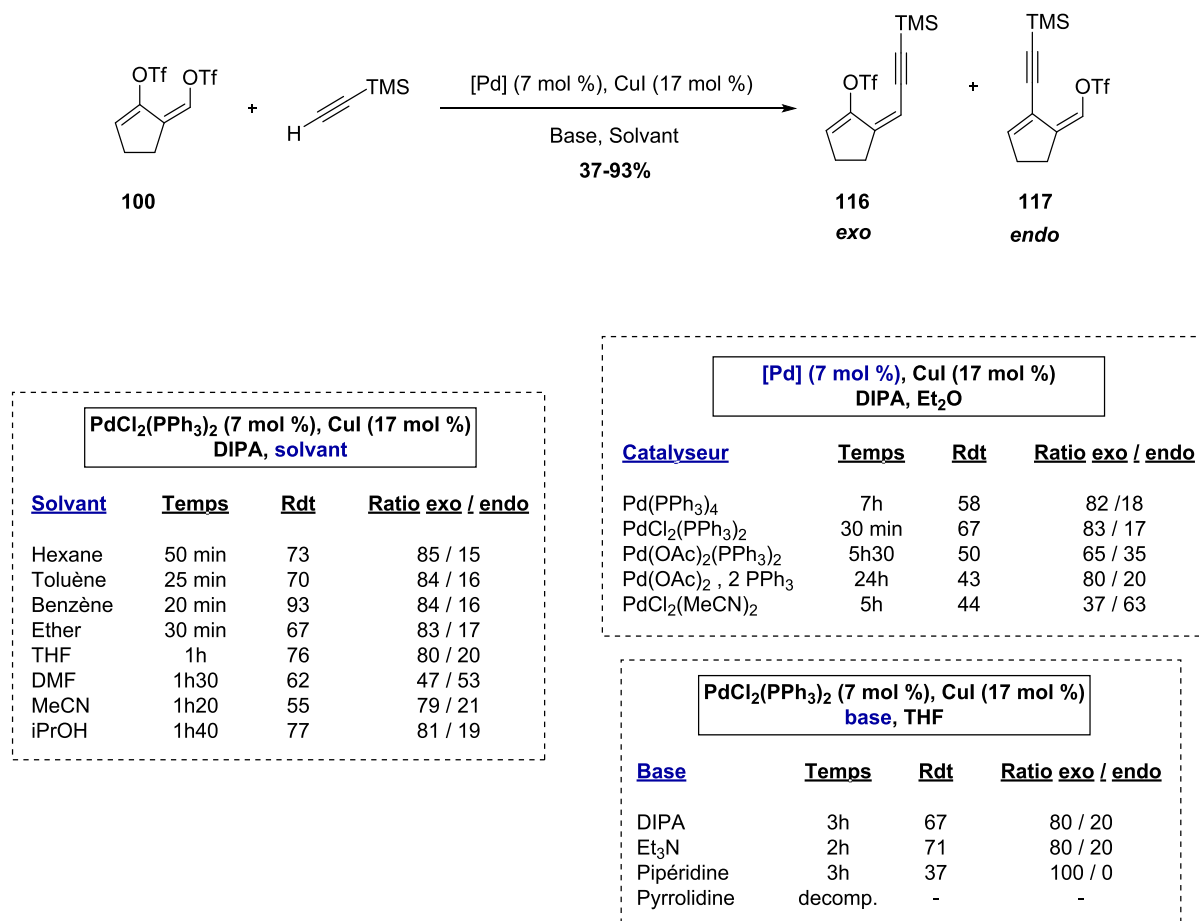 TMS
OTf OTf
+
H
TMS
[Pd] (7 mol %), CuI (17 mol %)
Base, Solvant
37-93%
OTf
+
TMS
OTf
100
116
exo
117
endo
PdCl2(PPh3)2 (7 mol %), CuI (17 mol %)
DIPA, solvant
Solvant Temps Rdt Ratio exo / endo
Hexane 50 min 73 85 / 15
Toluène 25 min 70 84 / 16
Benzène 20 min 93 84 / 16
Ether 30 min 67 83 / 17
THF 1h 76 80 / 20
DMF 1h30 62 47 / 53
MeCN 1h20 55 79 / 21
iPrOH 1h40 77 81 / 19
[Pd] (7 mol %), CuI (17 mol %)
DIPA, Et2O
Catalyseur Temps Rdt Ratio exo / endo
Pd(PPh3)4 7h 58 82 /18
PdCl2(PPh3)2 30 min 67 83 / 17
Pd(OAc)2(PPh3)2 5h30 50 65 / 35
Pd(OAc)2 , 2 PPh3 24h 43 80 / 20
PdCl2(MeCN)2 5h 44 37 / 63
PdCl2(PPh3)2 (7 mol %), CuI (17 mol %)
base, THF
Base Temps Rdt Ratio exo / endo
DIPA 3h 67 80 / 20
Et3N 2h 71 80 / 20
Pipéridine 3h 37 100 / 0
Pyrrolidine decomp. - -